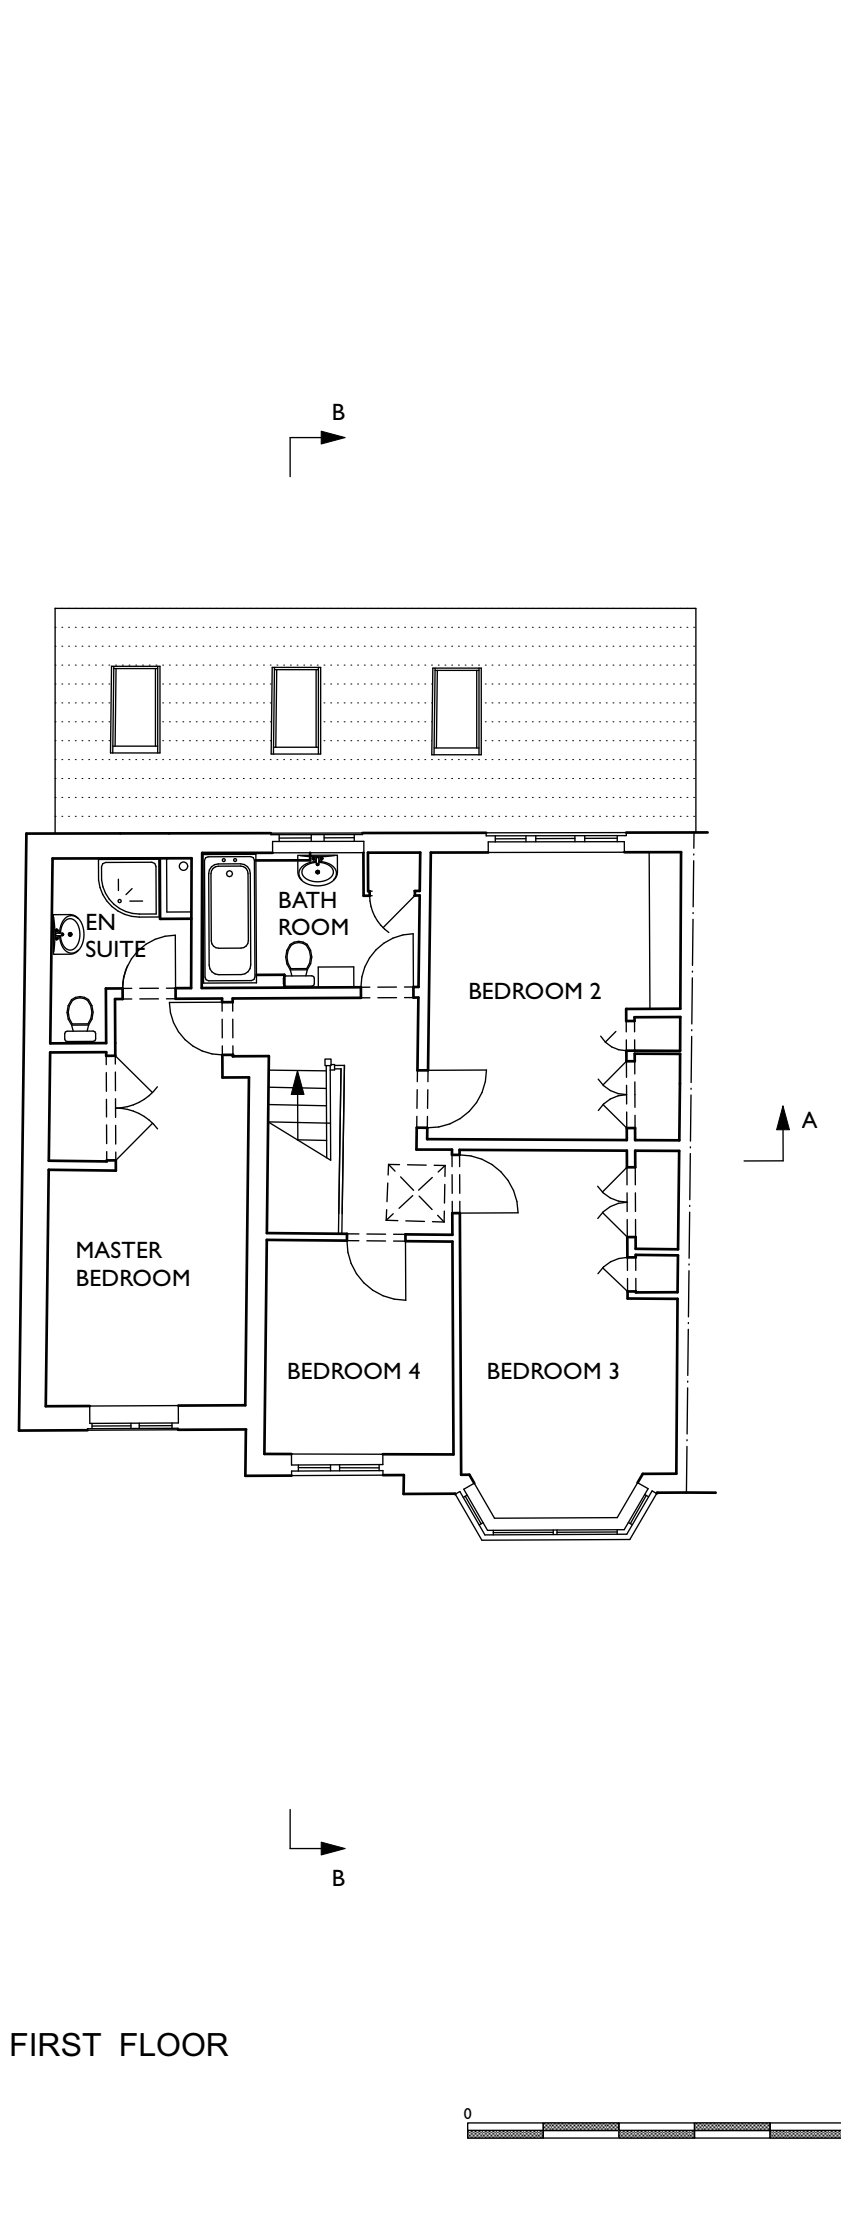 B
EN
SUITE
BATH
ROOM
BEDROOM 2
A
MASTER
BEDROOM
BEDROOM 4
BEDROOM 3
B
FIRST FLOOR
0